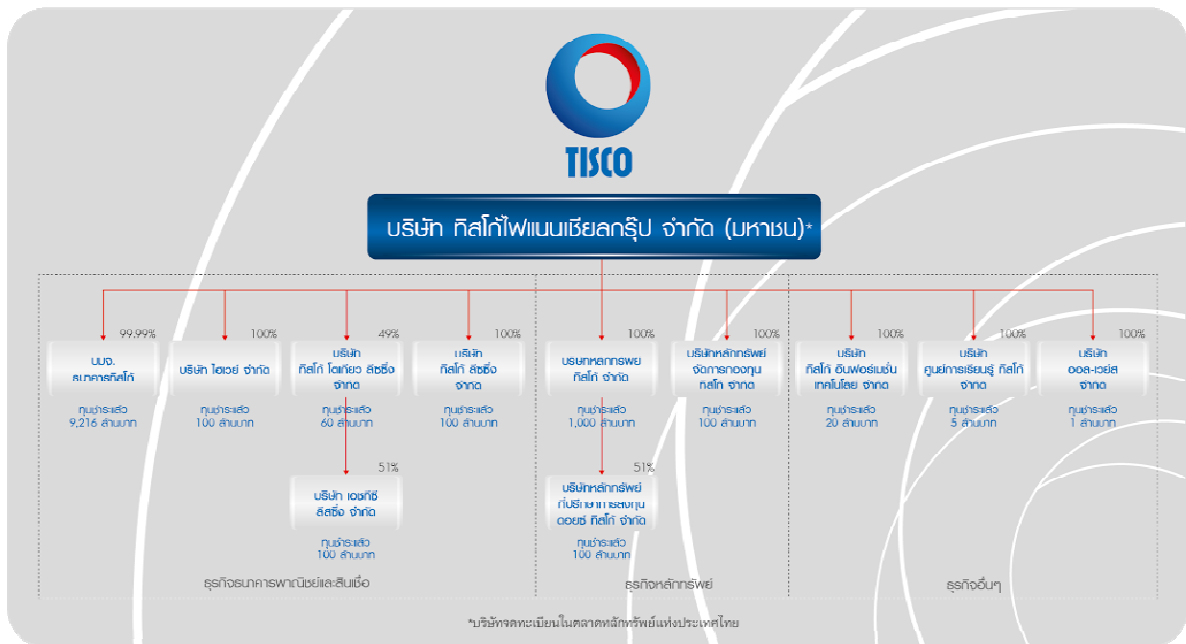 TISCO
บริษัท ทิสโก้ไฟแนนเชียลกรุ๊ป จำกัด (มหาชน)*
99.99%
บมจ.
ธนาคารทิสโก้
ทุนชำระแล้ว
9,216 ล้านบาท
100%
บริษัท ไฮเวย์ จำกัด
ทุนชำระแล้ว
100 ล้านบาท
49%
บริษัท
ทิสโก้ โตเกียว ลีซซิ่ง
จำกัด
ทุนชำระแล้ว
60 ล้านบาท
51%
บริษัท เอชทีซี
ลีสซิ่ง จำกัด
ทุนชำระแล้ว
100 ล้านบาท
100%
บริษัท
ทิสโก้ ลีซซิ่ง
จำกัด
ทุนชำระแล้ว
100 ล้านบาท
ธุรกิจธนาคารพาณิชย์และสินเชื่อ
100%
บริษัทหลักทรัพย์
ทิสโก้ จำกัด
ทุนชำระแล้ว
1,000 ล้านบาท
51%
บริษัทหลักทรัพย์
ที่ปรึกษาการลงทุน
ดอยซ์ ทิสโก้ จำกัด
ทุนชำระแล้ว
100 ล้านบาท
100%
บริษัทหลักทรัพย์
จัดการกองทุน
ทิสโก้ จำกัด
ทุนชำระแล้ว
100 ล้านบาท
ธุรกิจหลักทรัพย์
100%
บริษัท
ทิสโก้ อินฟอร์เมชั่น
เทคโนโลยี จำกัด
ทุนชำระแล้ว
20 ล้านบาท
100%
บริษัท
ศูนย์การเรียนรู้ ทิสโก้
จำกัด
ทุนชำระแล้ว
5 ล้านบาท
100%
บริษัท
ออล-เวย์ส
จำกัด
ทุนชำระแล้ว
1 ล้านบาท
ธุรกิจอื่นๆ
*บริษัทจดทะเบียนในตลาดหลักทรัพย์แห่งประเทศไทย